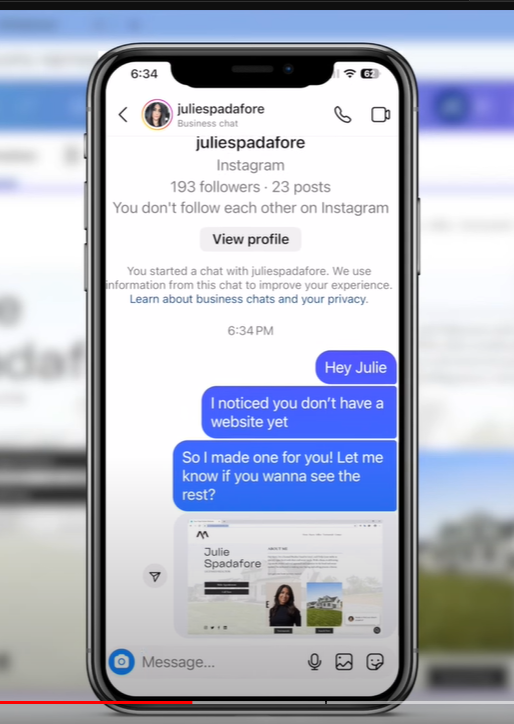 6:34
62
juliespadafore
Business chat
juliespadafore
Instagram
193 followers · 23 posts
You don't follow each other on Instagram
View profile
You started a chat with juliespadafore. We use
information from this chat to improve your experience.
Learn about business chats and your privacy.
6:34 PM
Hey Julie
I noticed you don't have a
website yet
So I made one for you! Let me
know if you wanna see the
rest?
Julie
Spadafore
Message...